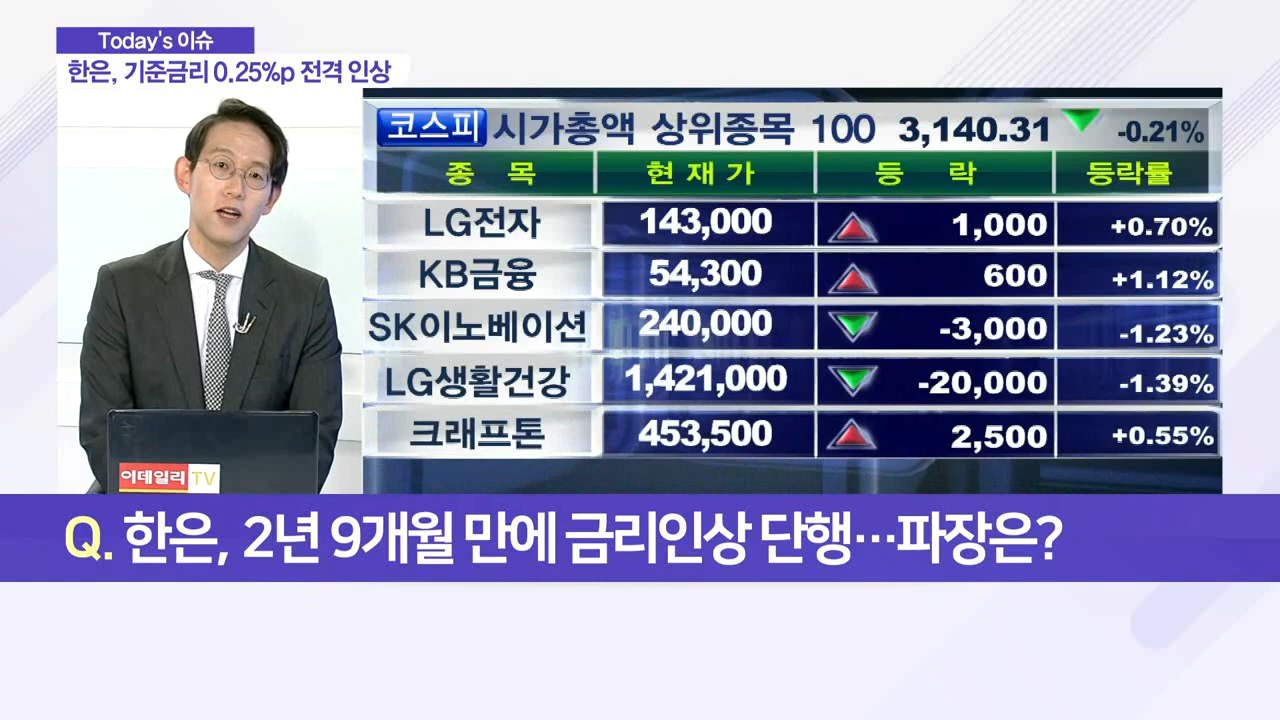 Today's 이슈
한은, 기준금리 0.25%p 전격 인상
코스피 시가총액 상위종목 100 3,140.31 -0.21%
종 목 현 재 가 등 락 등락률
LG전자 143,000 1,000 +0.70%
KB금융 54,300 600 +1.12%
SK이노베이션 240,000 -3,000 -1.23%
LG생활건강 1,421,000 -20,000 -1.39%
크래프톤 453,500 2,500 +0.55%
이데일리 TV
Q. 한은, 2년 9개월 만에 금리인상 단행…파장은?